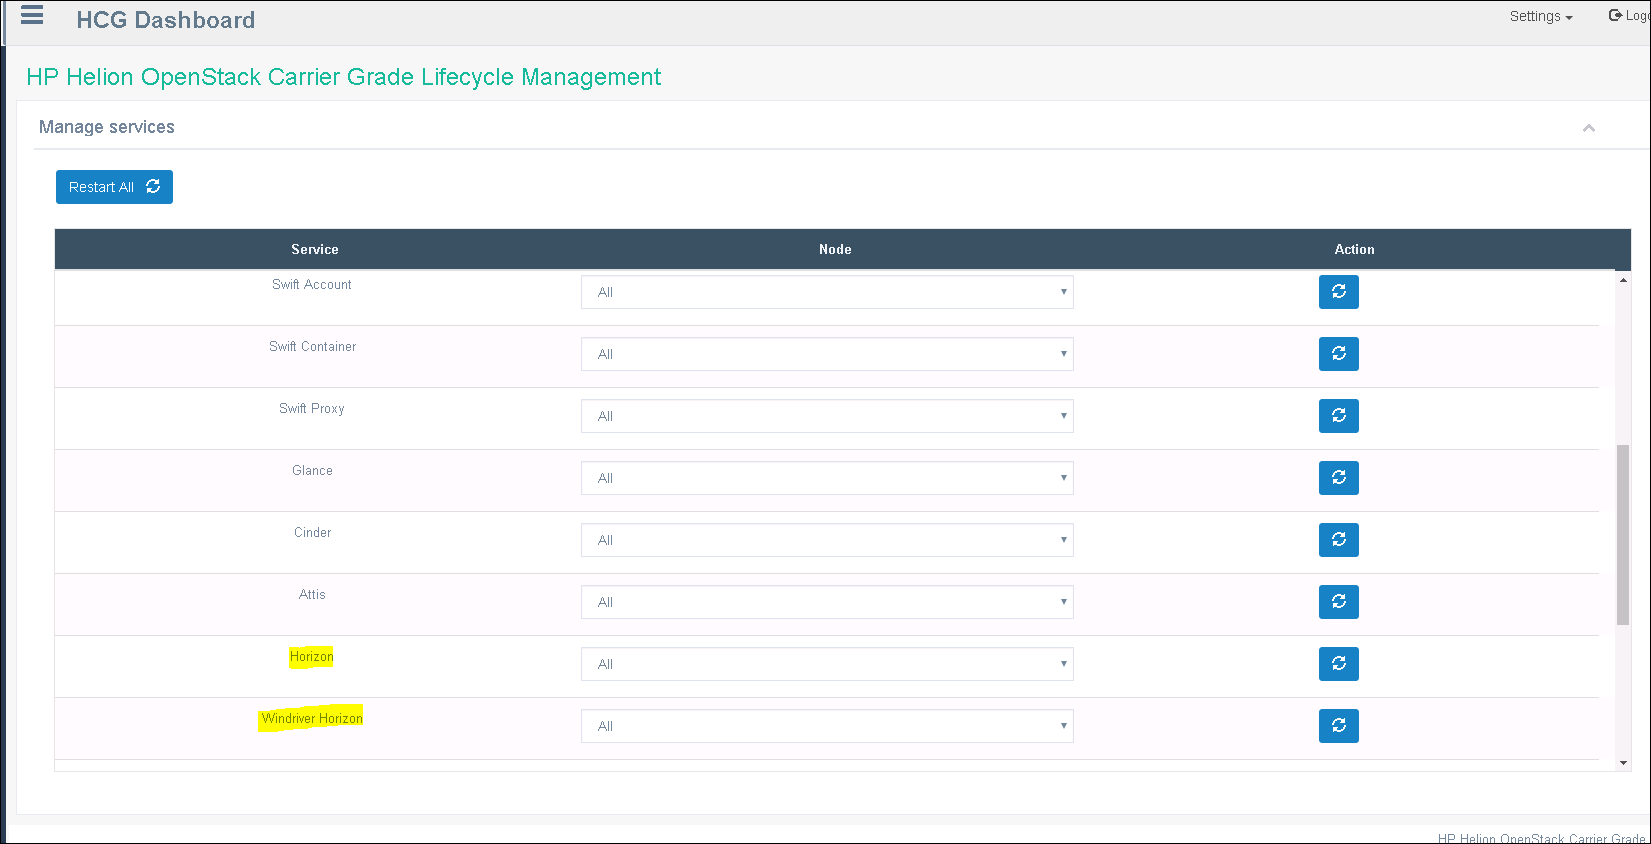 HCG Dashboard
Settings
HP Helion OpenStack Carrier Grade Lifecycle Management
Manage services
Restart All
Service Node Action
Swift Account All
Swift Container All
Swift Proxy All
Glance All
Cinder All
Attis All
Horizon All
Windriver Horizon All
HP Helion OpenStack Carrier Grade